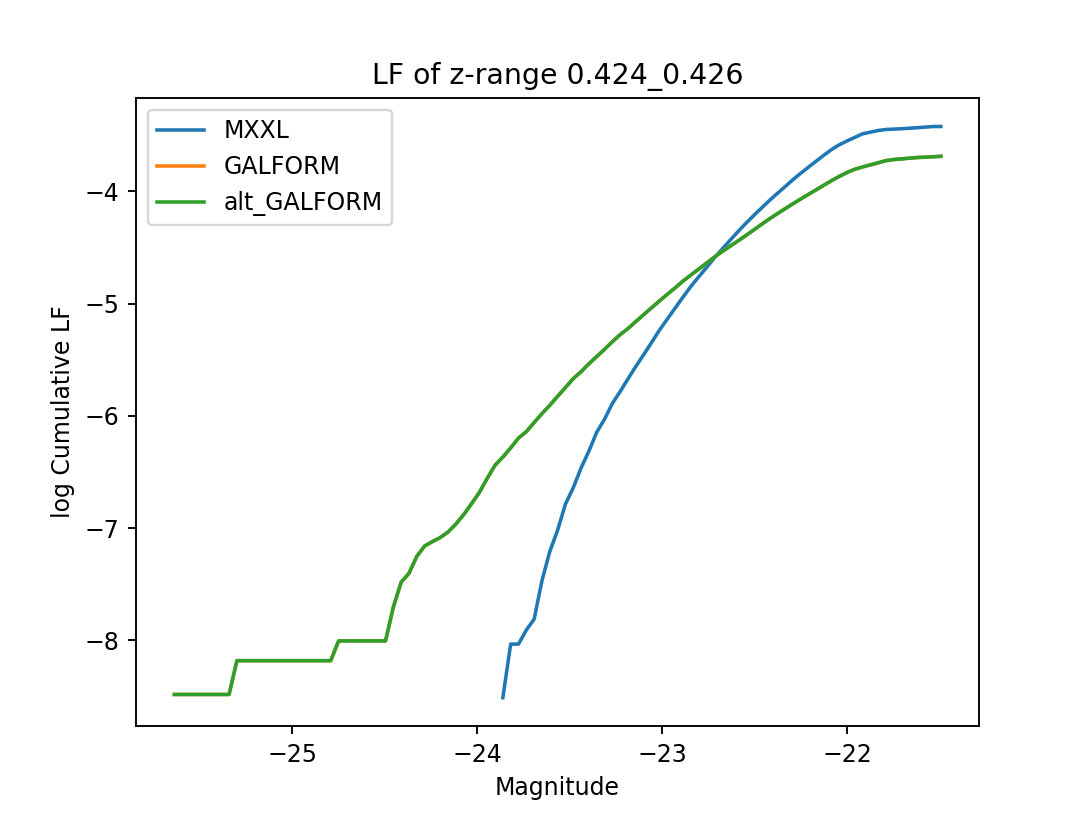 LF of z-range 0.424_0.426
MXXL
GALFORM
alt_GALFORM
log Cumulative LF
−4
−5
−6
−7
−8
−25
−24
−23
−22
Magnitude